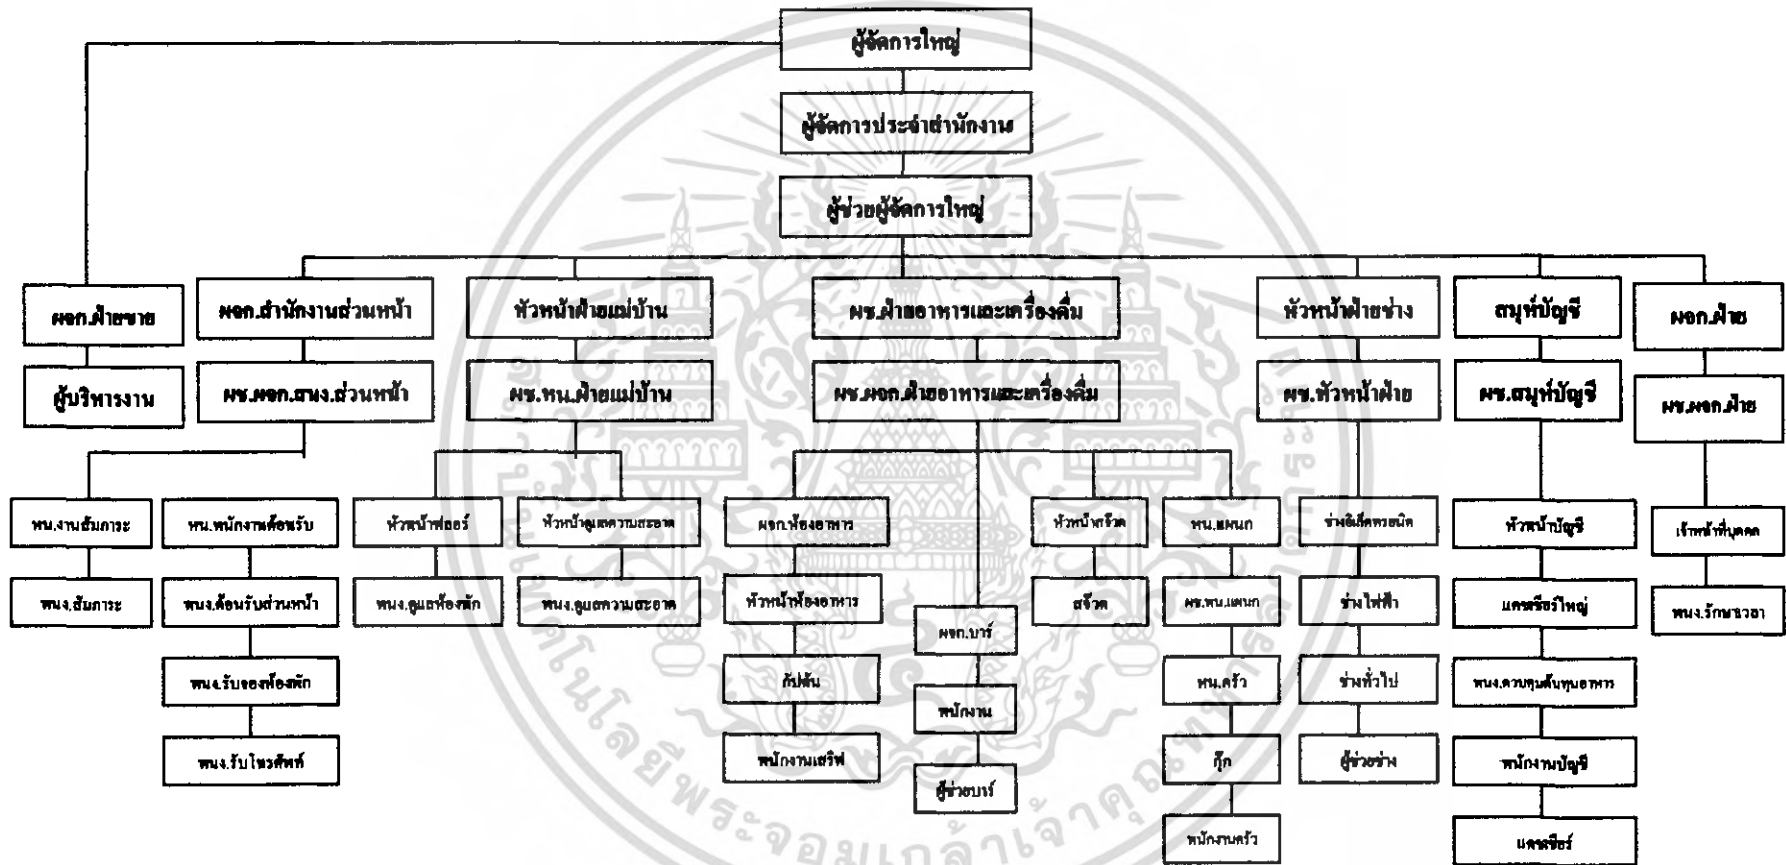 ผู้จัดการใหญ่
ผู้จัดการประจำสำนักงาน
ผู้ช่วยผู้จัดการใหญ่
ผจก.ฝ่ายขาย
ผจก.สำนักงานส่วนหน้า
หัวหน้าฝ่ายแม่บ้าน
ผช.ฝ่ายอาหารและเครื่องดื่ม
หัวหน้าฝ่ายช่าง
สมุห์บัญชี
ผจก.ฝ่าย
ผู้บริหารงาน
ผช.ผจก.สนง.ส่วนหน้า
ผช.หน.ฝ่ายแม่บ้าน
ผช.ผจก.ฝ่ายอาหารและเครื่องดื่ม
ผช.หัวหน้าฝ่าย
ผช.สมุห์บัญชี
ผช.ผจก.ฝ่าย
หน.งานสัมภาระ
หน.พนักงานต้อนรับ
หัวหน้าฟลอร์
หัวหน้าดูแลความสะอาด
ผจก.ห้องอาหาร
หัวหน้าสจ๊วต
หน.แผนก
ช่างอิเล็คทรอนิค
หัวหน้าบัญชี
เจ้าหน้าที่บุคคล
พนง.สัมภาระ
พนง.ต้อนรับส่วนหน้า
พนง.ดูแลห้องพัก
พนง.ดูแลความสะอาด
หัวหน้าห้องอาหาร
ผจก.บาร์
สจ๊วต
ผช.หน.แผนก
ช่างไฟฟ้า
แคชเชียร์ใหญ่
พนง.รักษาเวลา
พนง.รับจองห้องพัก
กัปตัน
พนักงาน
หน.ครัว
ช่างทั่วไป
พนง.ควบคุมต้นทุนอาหาร
พนง.รับโทรศัพท์
พนักงานเสริฟ
ผู้ช่วยบาร์
กุ๊ก
ผู้ช่วยช่าง
พนักงานบัญชี
พนักงานครัว
แคชเชียร์